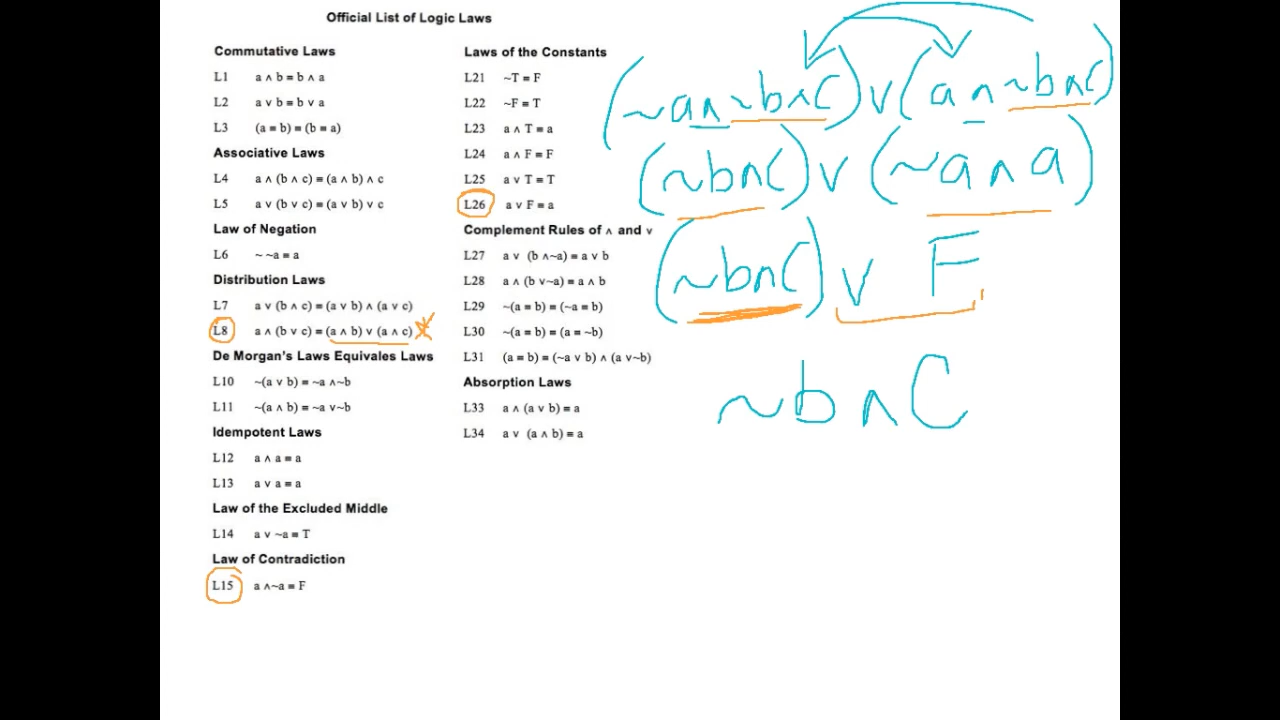 Official List of Logic Laws
Commutative Laws
L1 a ∧ b ≡ b ∧ a
L2 a ∨ b ≡ b ∨ a
L3 (a ≡ b) ≡ (b ≡ a)
Associative Laws
L4 a ∧ (b ∧ c) ≡ (a ∧ b) ∧ c
L5 a ∨ (b ∨ c) ≡ (a ∨ b) ∨ c
Law of Negation
L6 ~ ~a ≡ a
Distribution Laws
L7 a ∨ (b ∧ c) ≡ (a ∨ b) ∧ (a ∨ c)
L8 a ∧ (b ∨ c) ≡ (a ∧ b) ∨ (a ∧ c)
De Morgan's Laws Equivales Laws
L10 ~(a ∨ b) ≡ ~a ∧~b
L11 ~(a ∧ b) ≡ ~a ∨~b
Idempotent Laws
L12 a ∧ a ≡ a
L13 a ∨ a ≡ a
Law of the Excluded Middle
L14 a ∨ ~a ≡ T
Law of Contradiction
L15 a ∧~a ≡ F
Laws of the Constants
L21 ~T ≡ F
L22 ~F ≡ T
L23 a ∧ T ≡ a
L24 a ∧ F ≡ F
L25 a ∨ T ≡ T
L26 a ∨ F ≡ a
Complement Rules of ∧ and ∨
L27 a ∨ (b ∧~a) ≡ a ∨ b
L28 a ∧ (b ∨~a) ≡ a ∧ b
L29 ~(a ≡ b) ≡ (~a ≡ b)
L30 ~(a ≡ b) ≡ (a ≡ ~b)
L31 (a ≡ b) ≡ (~a ∨ b) ∧ (a ∨~b)
Absorption Laws
L33 a ∧ (a ∨ b) ≡ a
L34 a ∨ (a ∧ b) ≡ a
(~a∧~b∧C) ∨ (a∧~b∧C)
(~b∧C) ∨ (~a∧a)
(~b∧C) ∨ F
~b∧C